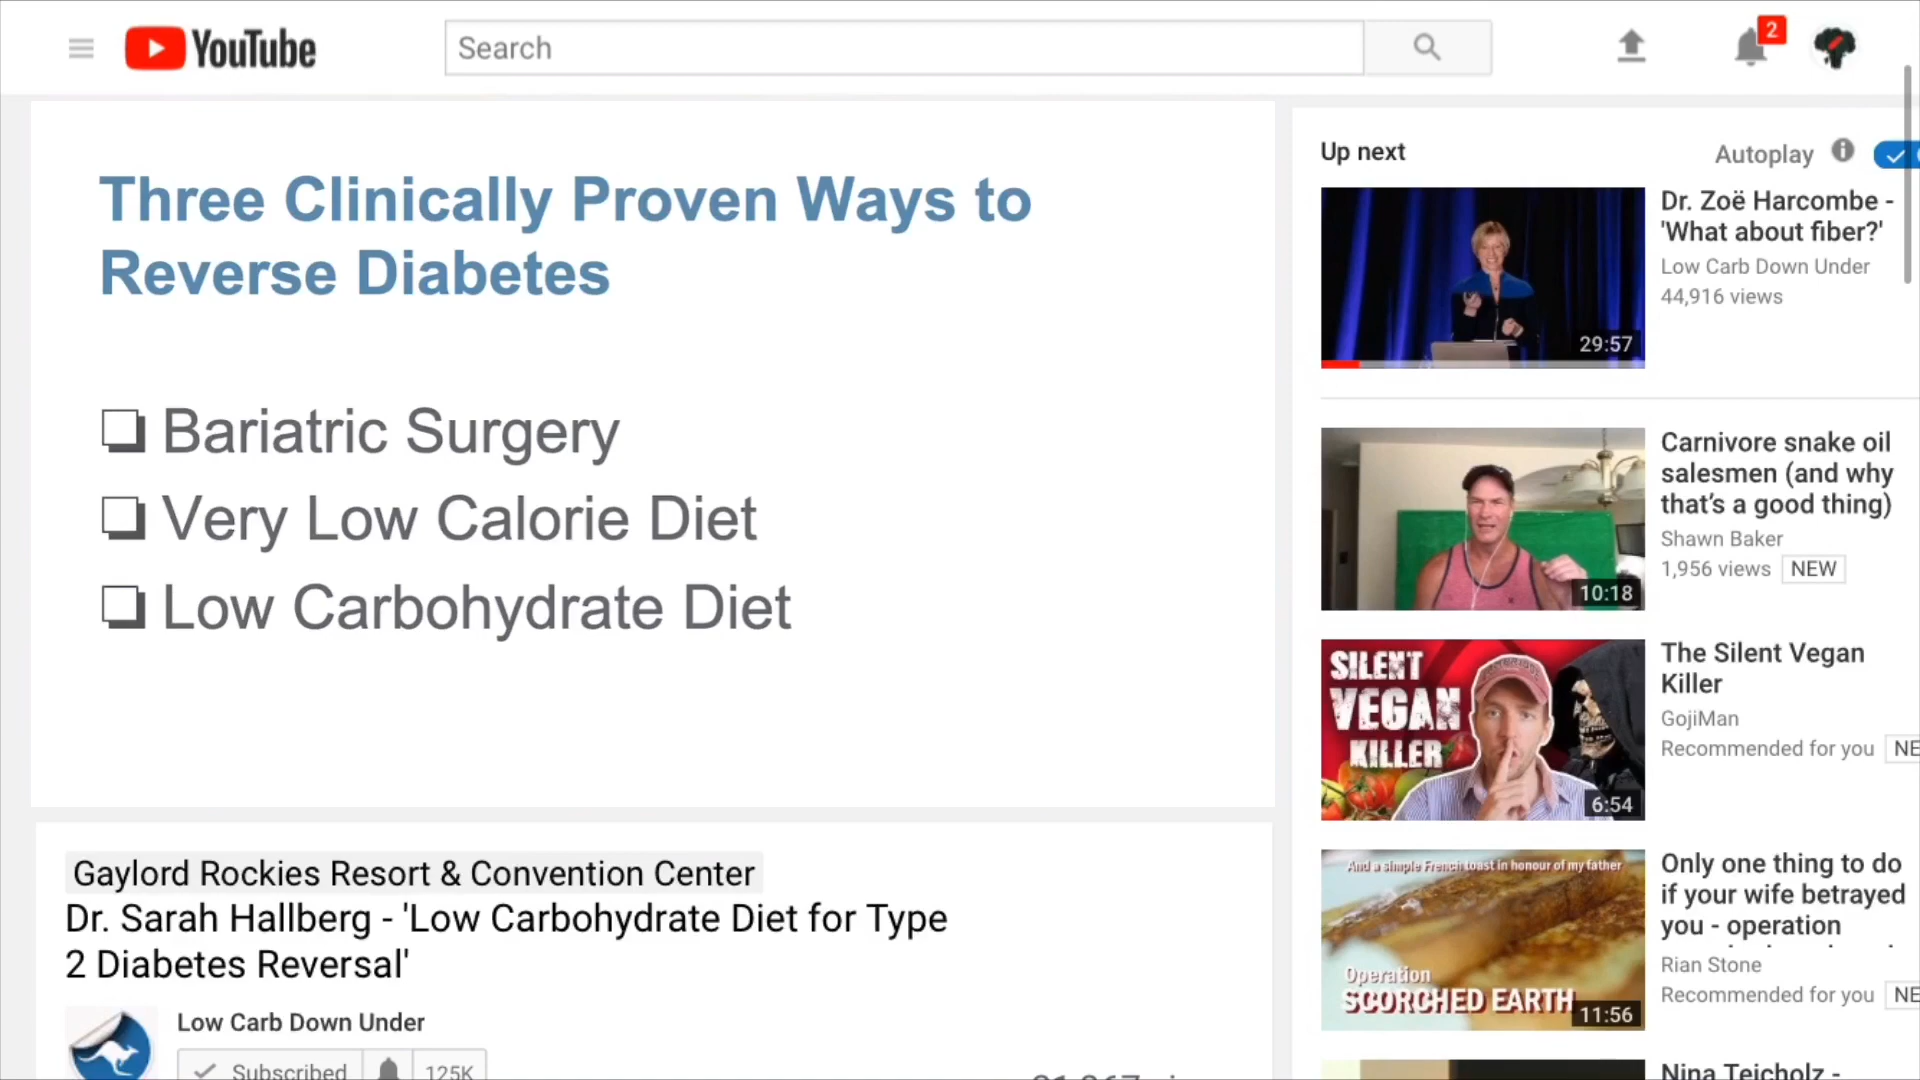 YouTube
Search
2
Three Clinically Proven Ways to
Reverse Diabetes
❏ Bariatric Surgery
❏ Very Low Calorie Diet
❏ Low Carbohydrate Diet
Gaylord Rockies Resort & Convention Center
Dr. Sarah Hallberg - 'Low Carbohydrate Diet for Type
2 Diabetes Reversal'
Low Carb Down Under
Subscribed 125K
Up next
Autoplay
Dr. Zoë Harcombe -
'What about fiber?'
Low Carb Down Under
44,916 views
29:57
Carnivore snake oil
salesmen (and why
that's a good thing)
Shawn Baker
1,956 views NEW
10:18
SILENT
VEGAN
KILLER
6:54
The Silent Vegan
Killer
GojiMan
Recommended for you NE
And a simple French toast in honour of my father
Operation
SCORCHED EARTH
11:56
Only one thing to do
if your wife betrayed
you - operation
Rian Stone
Recommended for you NE
Nina Teicholz -